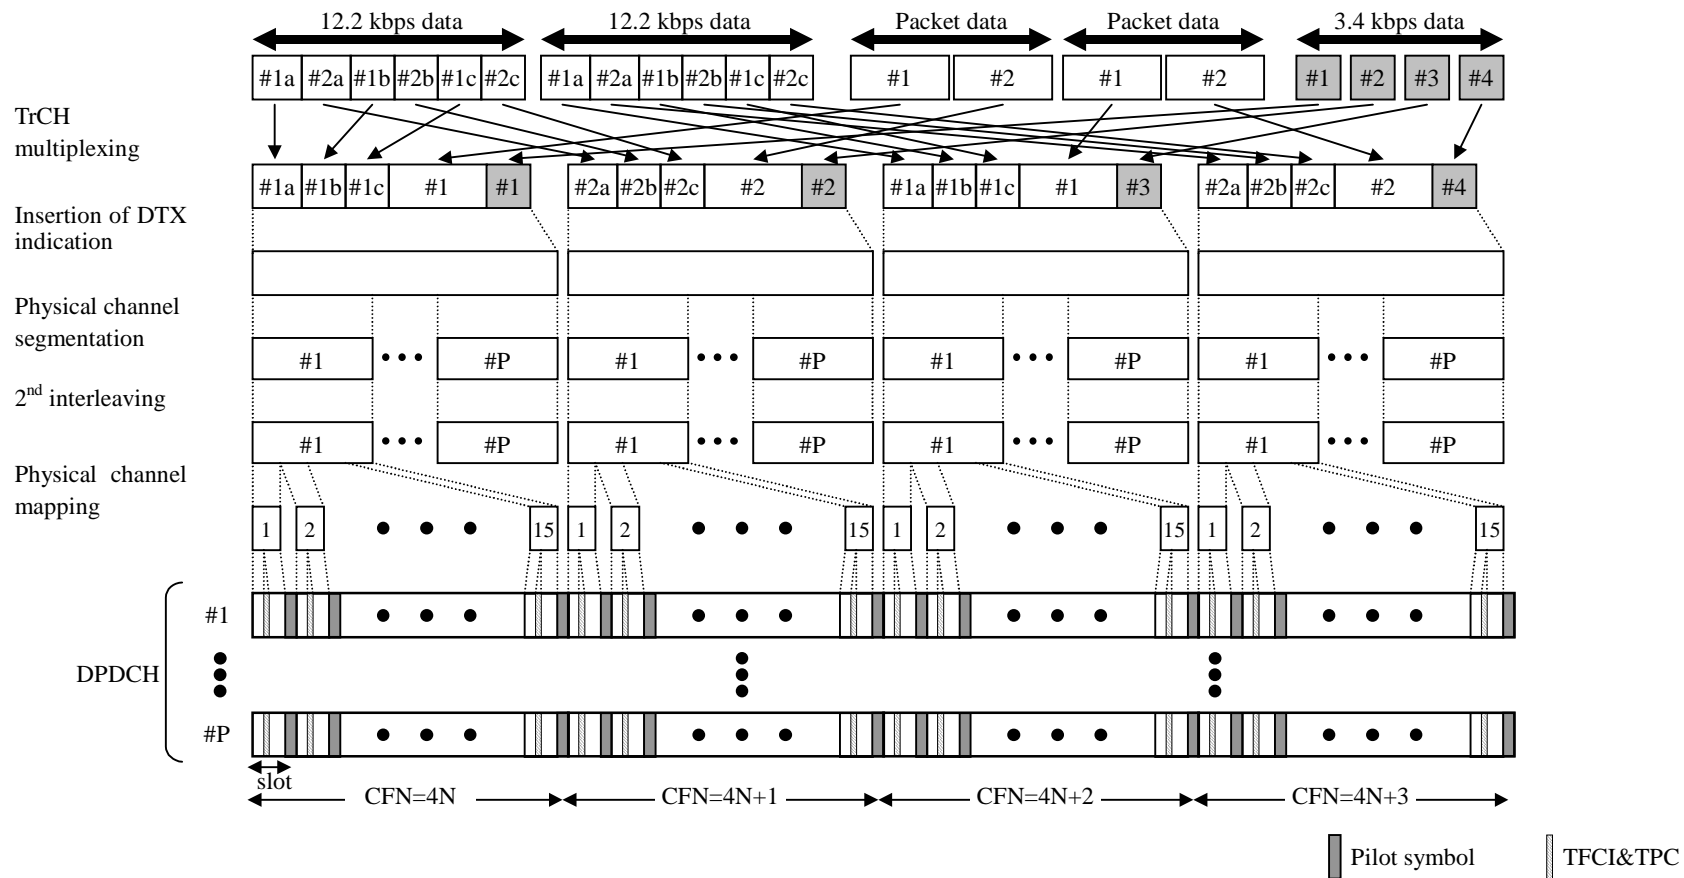 12.2 kbps data 12.2 kbps data Packet data Packet data 3.4 kbps data
#1a #2a #1b #2b #1c #2c #1a #2a #1b #2b #1c #2c #1 #2 #1 #2 #1 #2 #3 #4
TrCH
multiplexing
#1a #1b #1c #1 #1 #2a #2b #2c #2 #2 #1a #1b #1c #1 #3 #2a #2b #2c #2 #4
Insertion of DTX
indication
Physical channel
segmentation
#1 #P #1 #P #1 #P #1 #P
2nd interleaving
#1 #P #1 #P #1 #P #1 #P
Physical channel
mapping
1 2 15 1 2 15 1 2 15 1 2 15
#1
DPDCH
#P
slot
CFN=4N CFN=4N+1 CFN=4N+2 CFN=4N+3
Pilot symbol TFCI&TPC